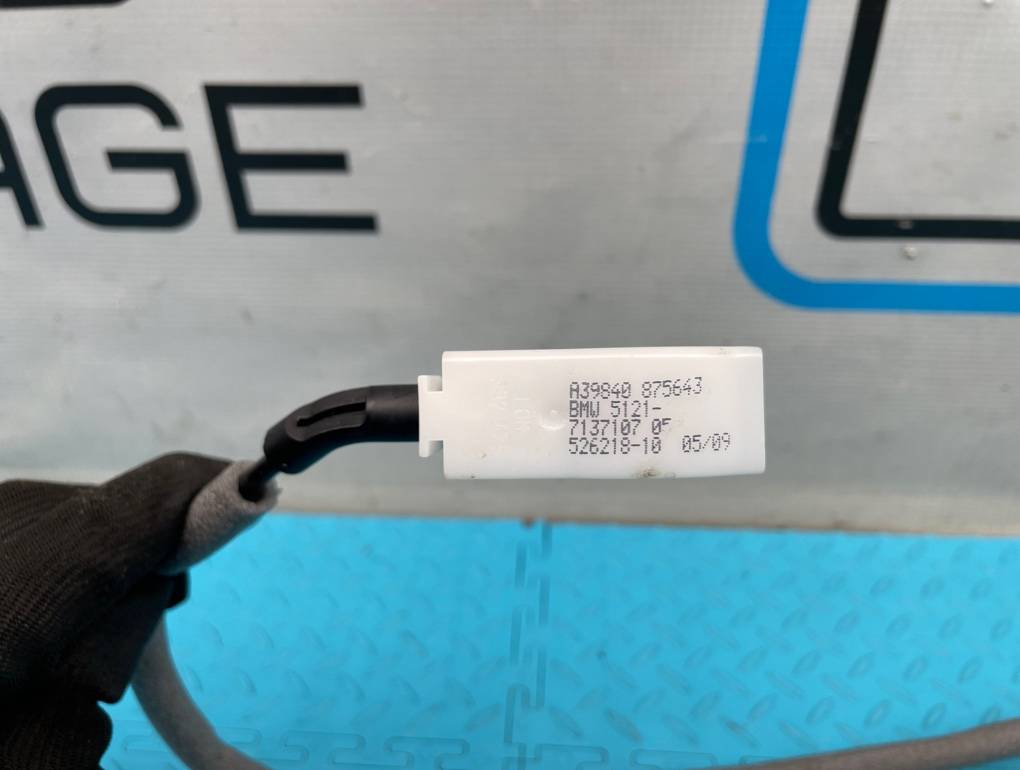 AGE
A39840 875643
BMW 5121-
7137107 05
526218-10 05/09